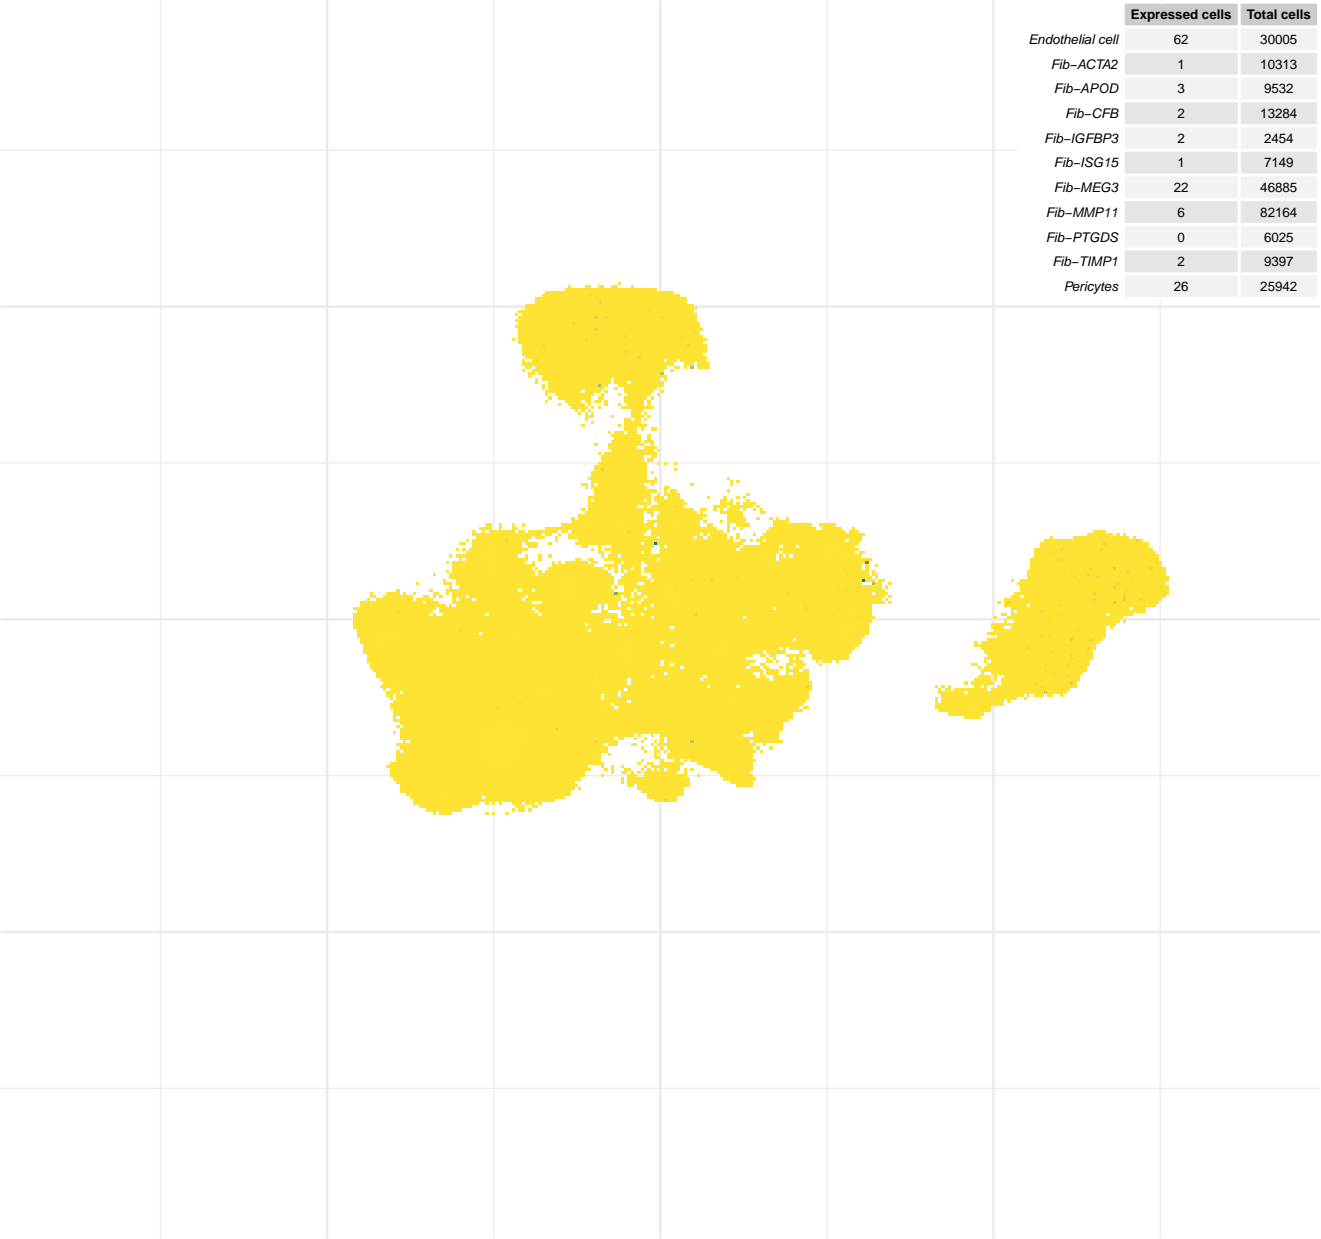 Expressed cells Total cells
Endothelial cell 62 30005
Fib−ACTA2 1 10313
Fib−APOD 3 9532
Fib−CFB 2 13284
Fib−IGFBP3 2 2454
Fib−ISG15 1 7149
Fib−MEG3 22 46885
Fib−MMP11 6 82164
Fib−PTGDS 0 6025
Fib−TIMP1 2 9397
Pericytes 26 25942